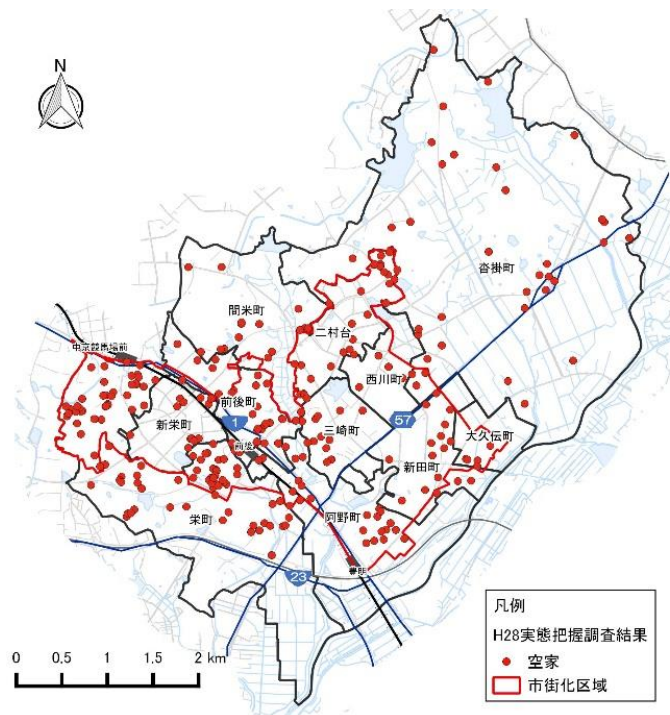 N
沓掛町
間米町
二村台
中京競馬場前
西川町
前後町
新栄町
1
57
三崎町
大久伝町
前後
新田町
栄町
阿野町
豊明
23
凡例
H28実態把握調査結果
空家
市街化区域
0 0.5 1 1.5 2 km